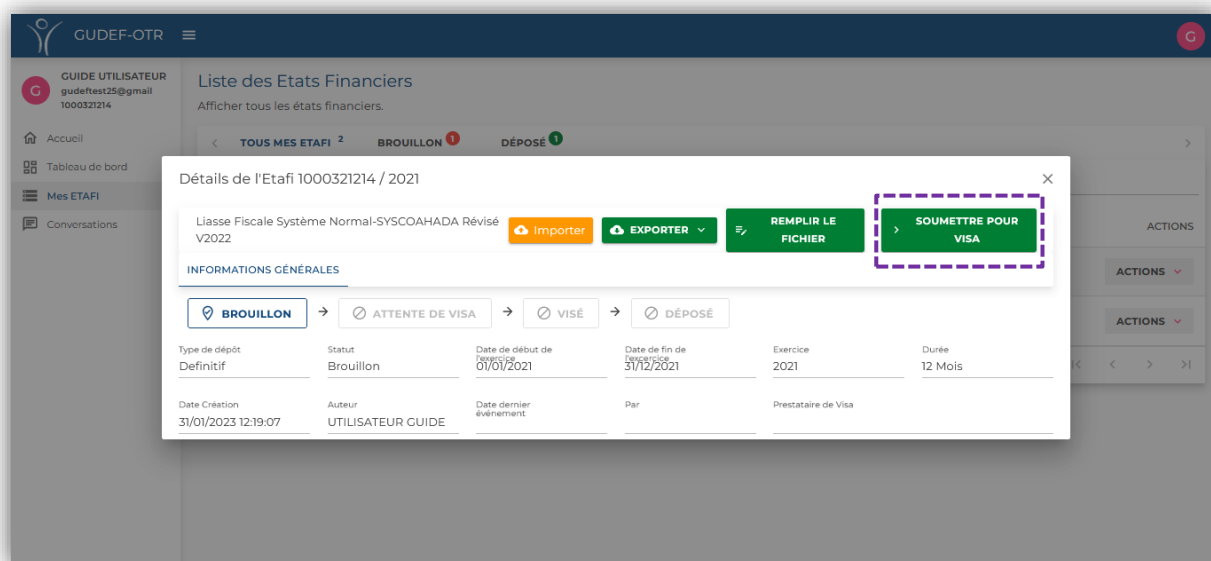 GUDEF-OTR
G
G
GUIDE UTILISATEUR
gudeftest25@gmail
1000321214
Accueil
Tableau de bord
Mes ETAFI
Conversations
Liste des Etats Financiers
Afficher tous les états financiers.
TOUS MES ETAFI 2 BROUILLON 1 DÉPOSÉ 1
ACTIONS
ACTIONS
ACTIONS
Détails de l'Etafi 1000321214 / 2021
Liasse Fiscale Système Normal-SYSCOAHADA Révisé
V2022
Importer
EXPORTER
REMPLIR LE
FICHIER
SOUMETTRE POUR
VISA
INFORMATIONS GÉNÉRALES
BROUILLON → ATTENTE DE VISA → VISÉ → DÉPOSÉ
Type de dépôt
Definitif
Statut
Brouillon
Date de début de
l'exercice
01/01/2021
Date de fin de
l'excercice
31/12/2021
Exercice
2021
Durée
12 Mois
Date Création
31/01/2023 12:19:07
Auteur
UTILISATEUR GUIDE
Date dernier
événement
Par
Prestataire de Visa